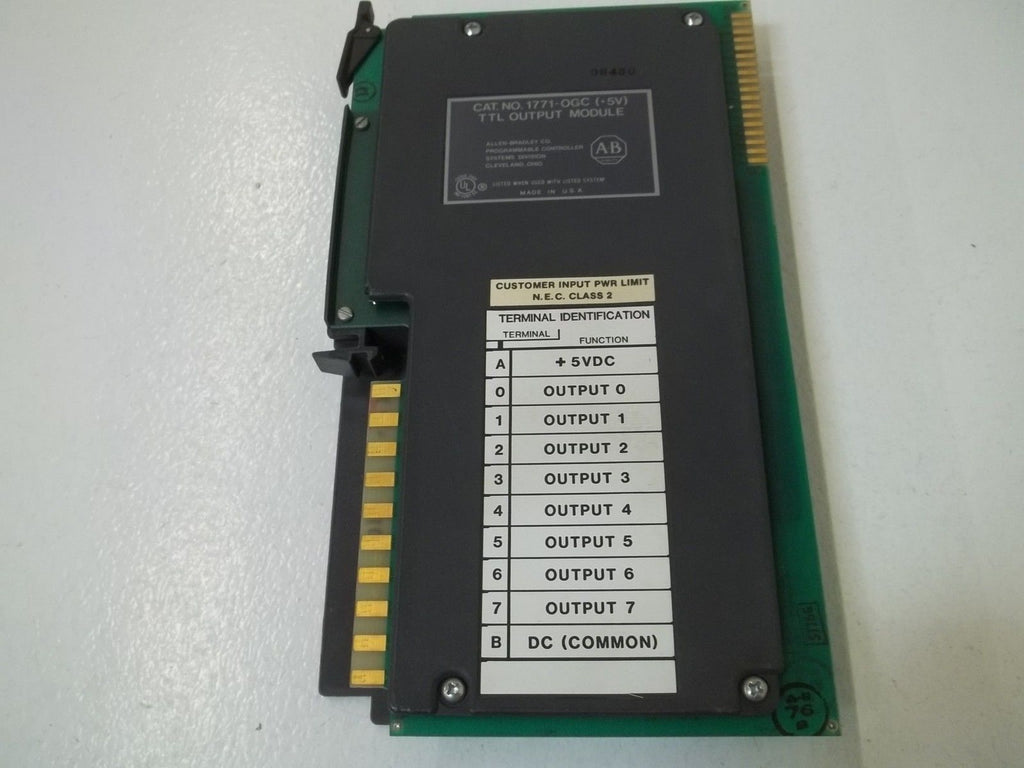 CAT. NO. 1771-OGC (+5V)
TTL OUTPUT MODULE
ALLEN-BRADLEY CO.
PROGRAMMABLE CONTROLLER
SYSTEMS DIVISION
CLEVELAND, OHIO
AB
UL ®
LISTED WHEN USED WITH LISTED SYSTEM
MADE IN U.S.A.
CUSTOMER INPUT PWR LIMIT
N.E.C. CLASS 2
TERMINAL IDENTIFICATION
TERMINAL
FUNCTION
A + 5VDC
0 OUTPUT 0
1 OUTPUT 1
2 OUTPUT 2
3 OUTPUT 3
4 OUTPUT 4
5 OUTPUT 5
6 OUTPUT 6
7 OUTPUT 7
B DC (COMMON)